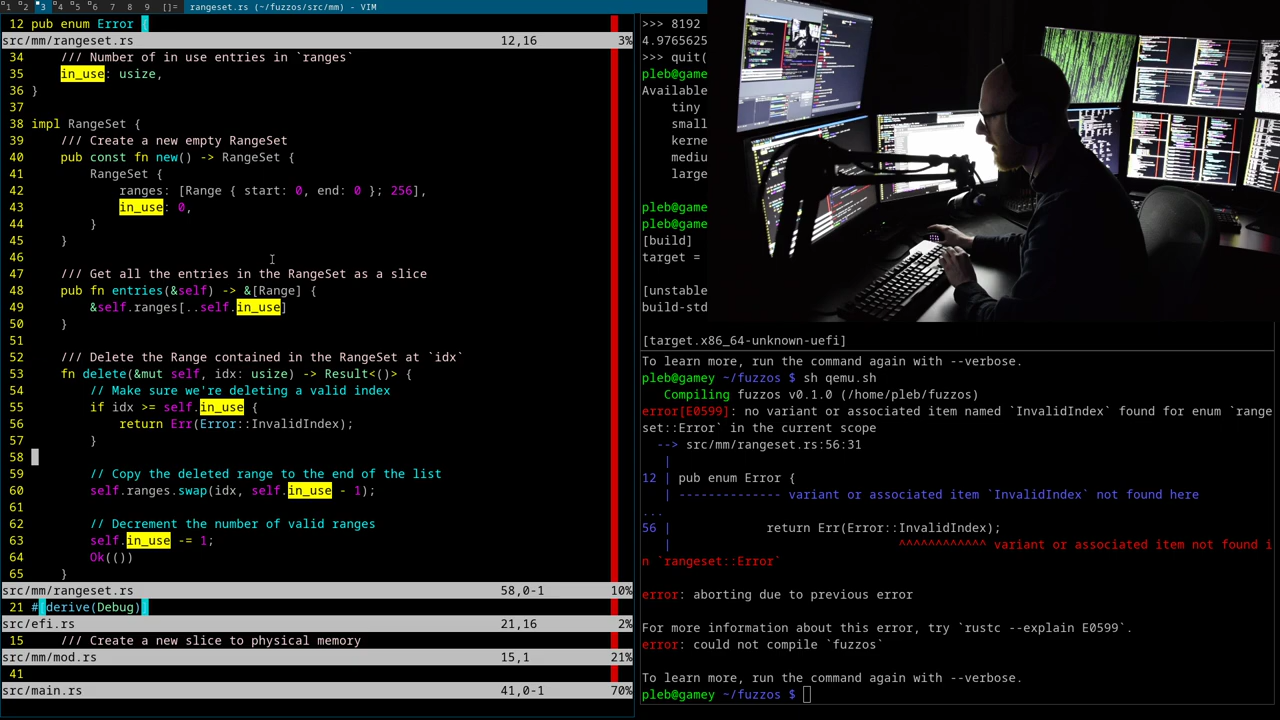 1 2 3 4 5 6 7 8 9 []= rangeset.rs (~/fuzzos/src/mm) - VIM
12 pub enum Error {
src/mm/rangeset.rs 12,16 3%
34 /// Number of in use entries in `ranges`
35 in_use: usize,
36 }
37
38 impl RangeSet {
39 /// Create a new empty RangeSet
40 pub const fn new() -> RangeSet {
41 RangeSet {
42 ranges: [Range { start: 0, end: 0 }; 256],
43 in_use: 0,
44 }
45 }
46
47 /// Get all the entries in the RangeSet as a slice
48 pub fn entries(&self) -> &[Range] {
49 &self.ranges[..self.in_use]
50 }
51
52 /// Delete the Range contained in the RangeSet at `idx`
53 fn delete(&mut self, idx: usize) -> Result<()> {
54 // Make sure we're deleting a valid index
55 if idx >= self.in_use {
56 return Err(Error::InvalidIndex);
57 }
58
59 // Copy the deleted range to the end of the list
60 self.ranges.swap(idx, self.in_use - 1);
61
62 // Decrement the number of valid ranges
63 self.in_use -= 1;
64 Ok(())
65 }
src/mm/rangeset.rs 58,0-1 10%
21 #[derive(Debug)]
src/efi.rs 21,16 2%
15 /// Create a new slice to physical memory
src/mm/mod.rs 15,1 21%
41
src/main.rs 41,0-1 70%
>>> 8192
4.9765625
>>> quit(
pleb@game
Available
tiny
small
kerne
mediu
large
pleb@game
pleb@game
[build]
target =
[unstable
build-std
[target.x86_64-unknown-uefi]
To learn more, run the command again with --verbose.
pleb@gamey ~/fuzzos $ sh qemu.sh
Compiling fuzzos v0.1.0 (/home/pleb/fuzzos)
error[E0599]: no variant or associated item named `InvalidIndex` found for enum `range
set::Error` in the current scope
--> src/mm/rangeset.rs:56:31
|
12 | pub enum Error {
| -------------- variant or associated item `InvalidIndex` not found here
...
56 | return Err(Error::InvalidIndex);
| ^^^^^^^^^^^^ variant or associated item not found i
n `rangeset::Error`
error: aborting due to previous error
For more information about this error, try `rustc --explain E0599`.
error: could not compile `fuzzos`
To learn more, run the command again with --verbose.
pleb@gamey ~/fuzzos $